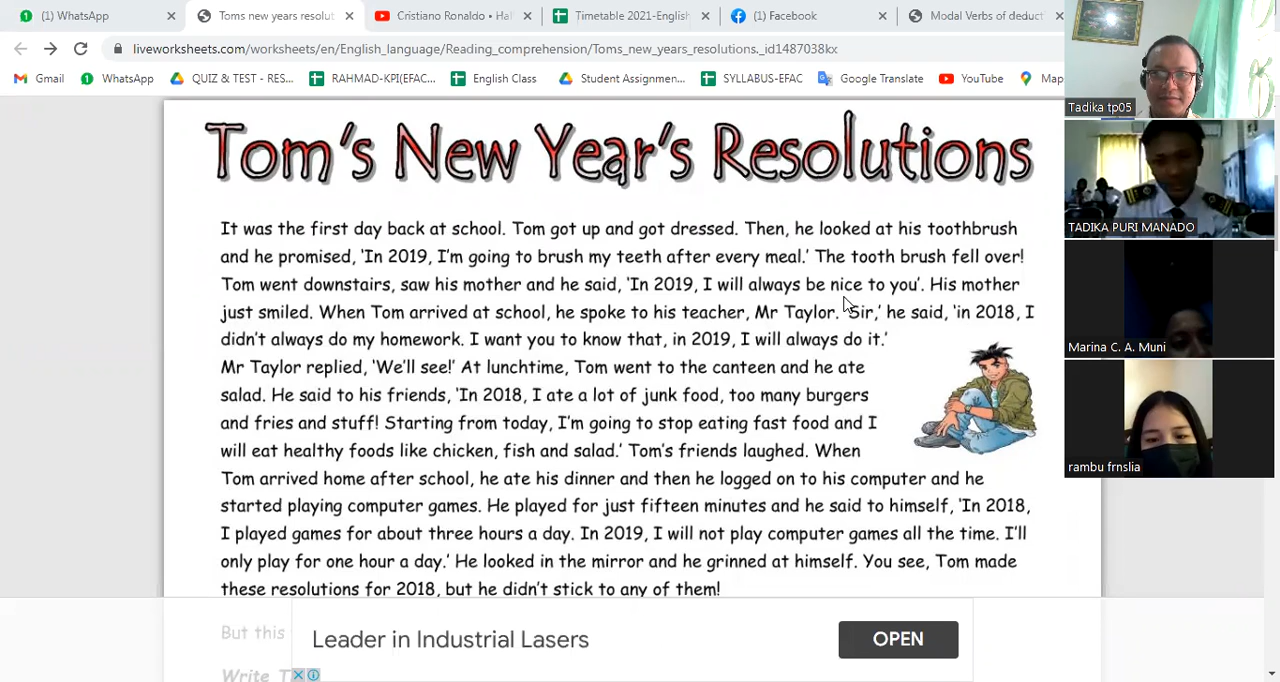 (1) WhatsApp
Toms new years resolut
Cristiano Ronaldo • Hal
Timetable 2021-English
(1) Facebook
Modal Verbs of deduct
liveworksheets.com/worksheets/en/English_language/Reading_comprehension/Toms_new_years_resolutions._id1487038kx
Gmail
WhatsApp
QUIZ & TEST - RES...
RAHMAD-KPI(EFAC...
English Class
Student Assignmen...
SYLLABUS-EFAC
Google Translate
YouTube
Map
Tadika tp05
TADIKA PURI MANADO
Marina C. A. Muni
rambu frnslia
Tom's New Year's Resolutions
It was the first day back at school. Tom got up and got dressed. Then, he looked at his toothbrush
and he promised, 'In 2019, I'm going to brush my teeth after every meal.' The tooth brush fell over!
Tom went downstairs, saw his mother and he said, 'In 2019, I will always be nice to you'. His mother
just smiled. When Tom arrived at school, he spoke to his teacher, Mr Taylor. 'Sir,' he said, 'in 2018, I
didn't always do my homework. I want you to know that, in 2019, I will always do it.'
Mr Taylor replied, 'We'll see!' At lunchtime, Tom went to the canteen and he ate
salad. He said to his friends, 'In 2018, I ate a lot of junk food, too many burgers
and fries and stuff! Starting from today, I'm going to stop eating fast food and I
will eat healthy foods like chicken, fish and salad.' Tom's friends laughed. When
Tom arrived home after school, he ate his dinner and then he logged on to his computer and he
started playing computer games. He played for just fifteen minutes and he said to himself, 'In 2018,
I played games for about three hours a day. In 2019, I will not play computer games all the time. I'll
only play for one hour a day.' He looked in the mirror and he grinned at himself. You see, Tom made
these resolutions for 2018, but he didn't stick to any of them!
But this
Write T
Leader in Industrial Lasers
OPEN